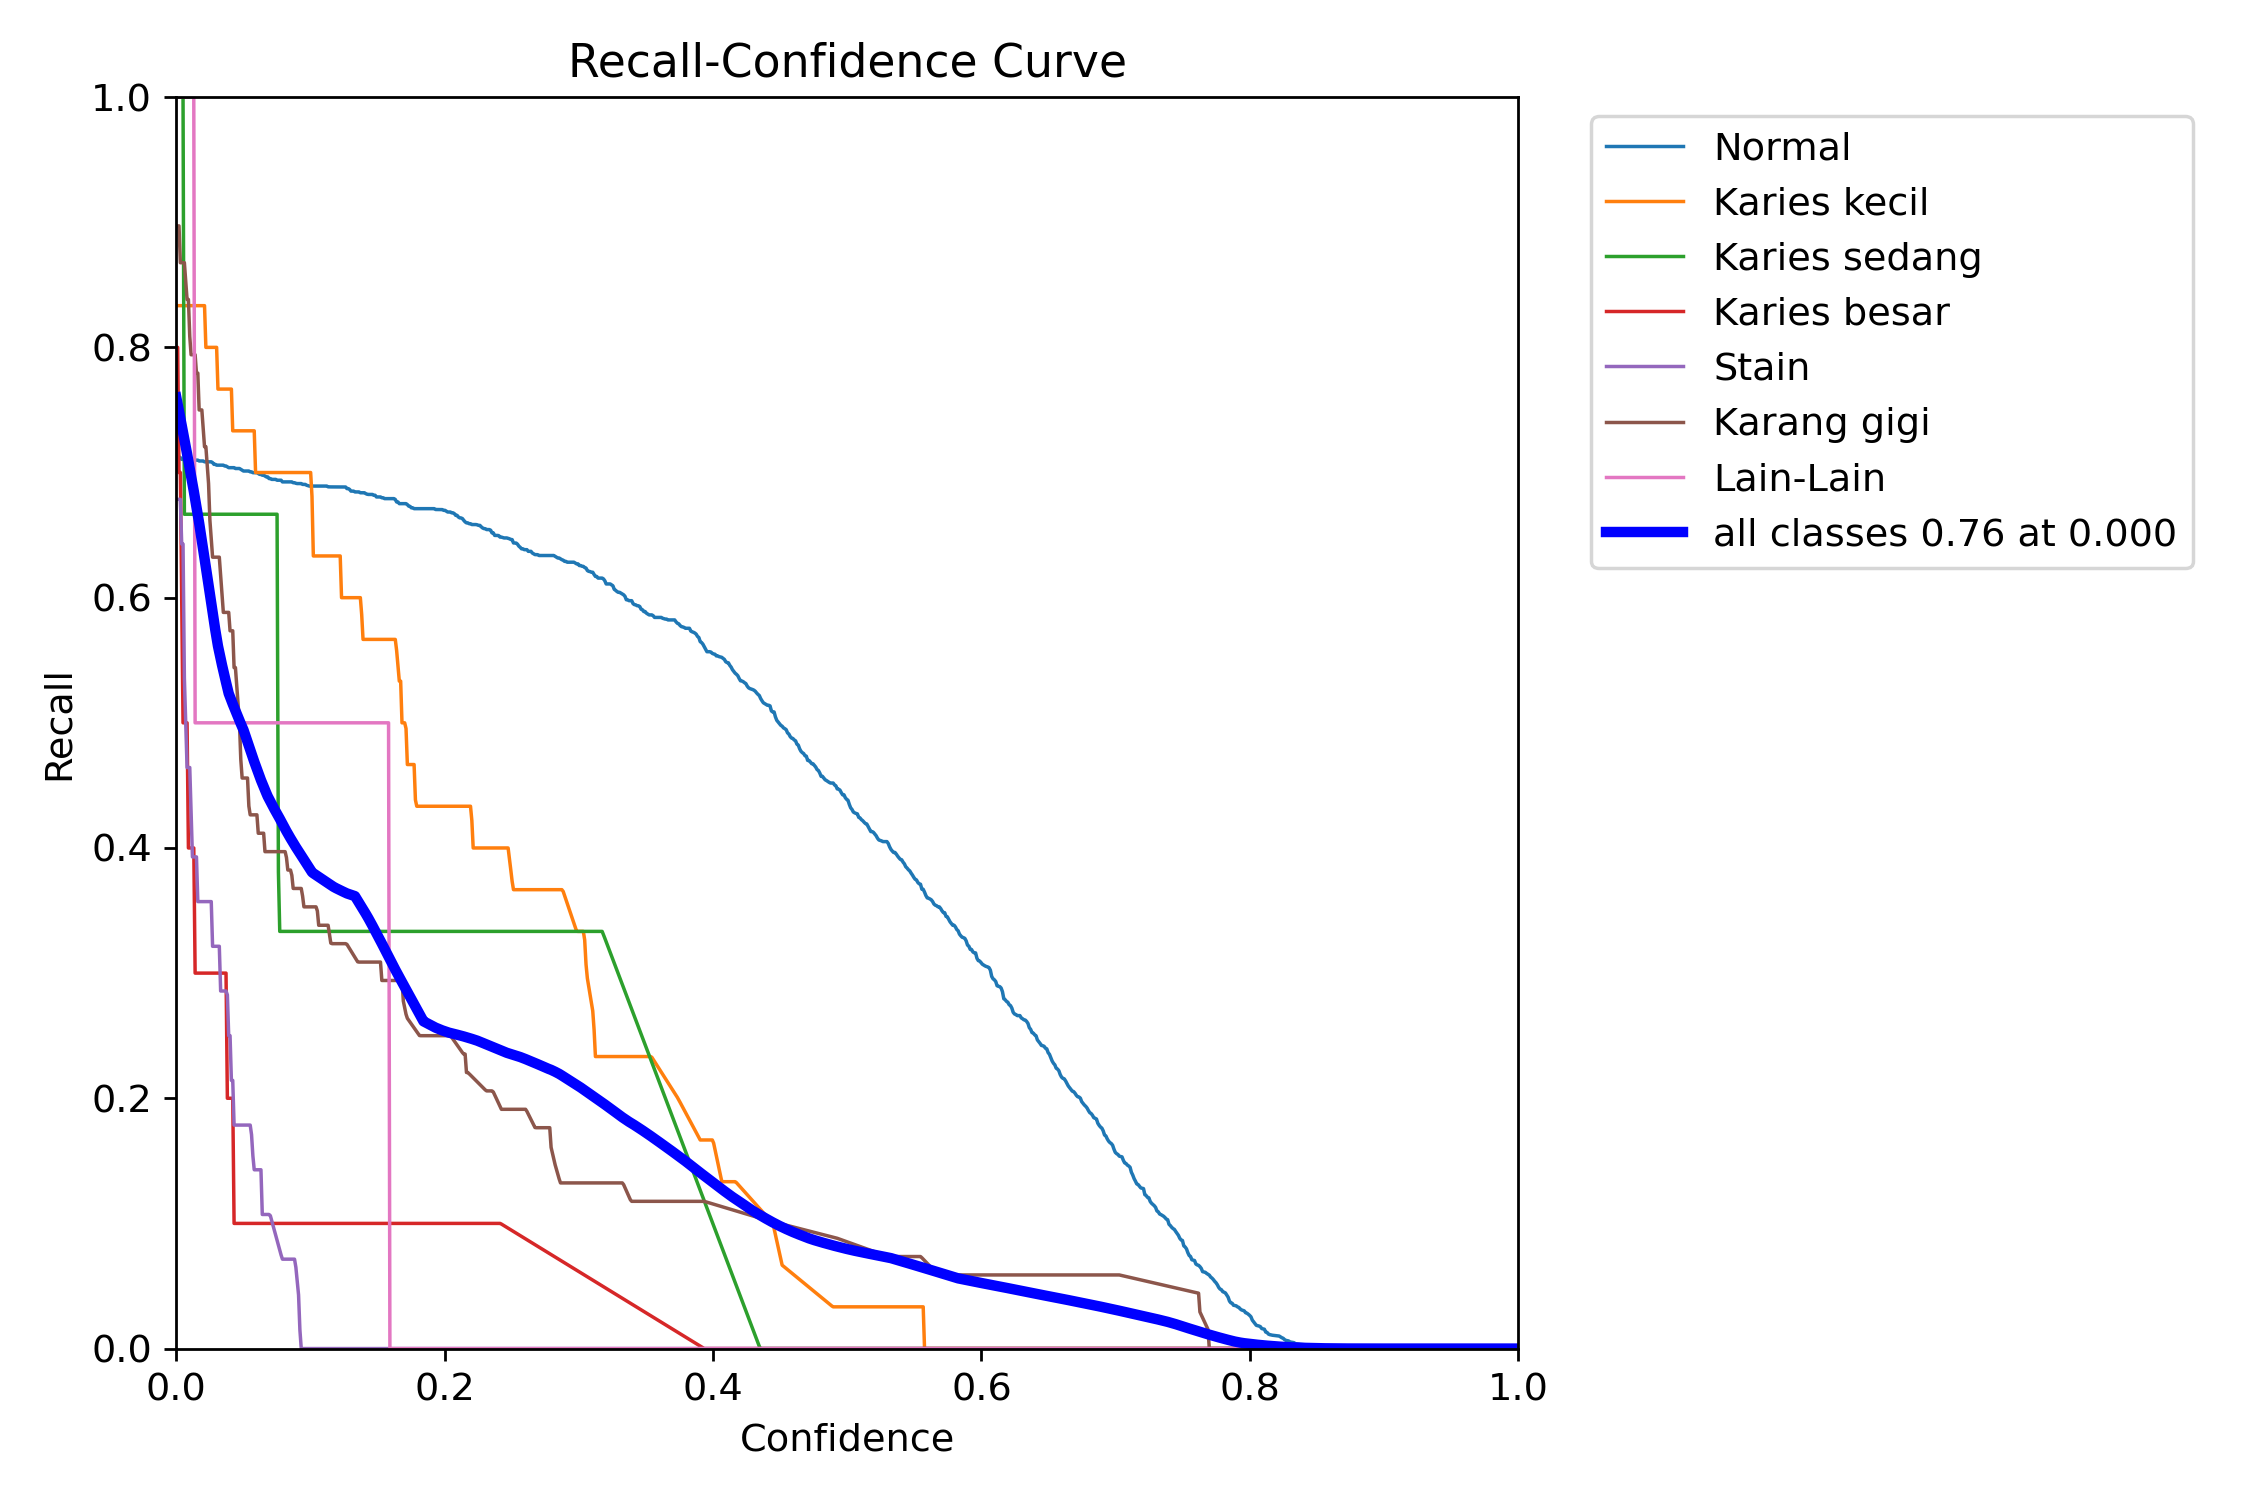 Recall-Confidence Curve
1.0
0.8
0.6
0.4
0.2
0.0
Recall
0.0 0.2 0.4 0.6 0.8 1.0
Confidence
Normal
Karies kecil
Karies sedang
Karies besar
Stain
Karang gigi
Lain-Lain
all classes 0.76 at 0.000